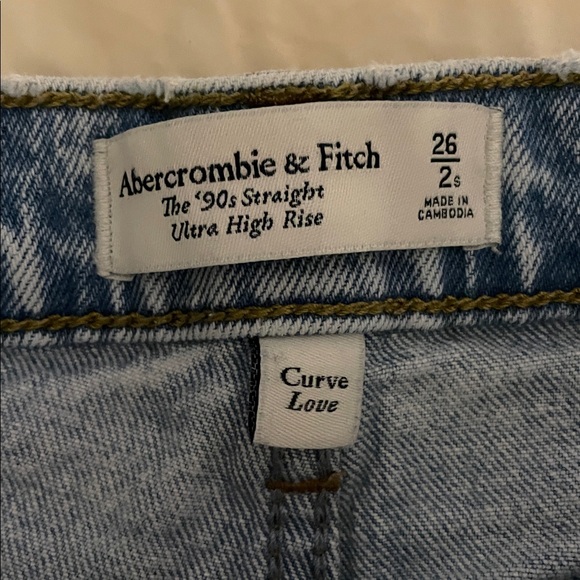 Abercrombie & Fitch
The '90s Straight
Ultra High Rise
26
2s
MADE IN
CAMBODIA
Curve
Love